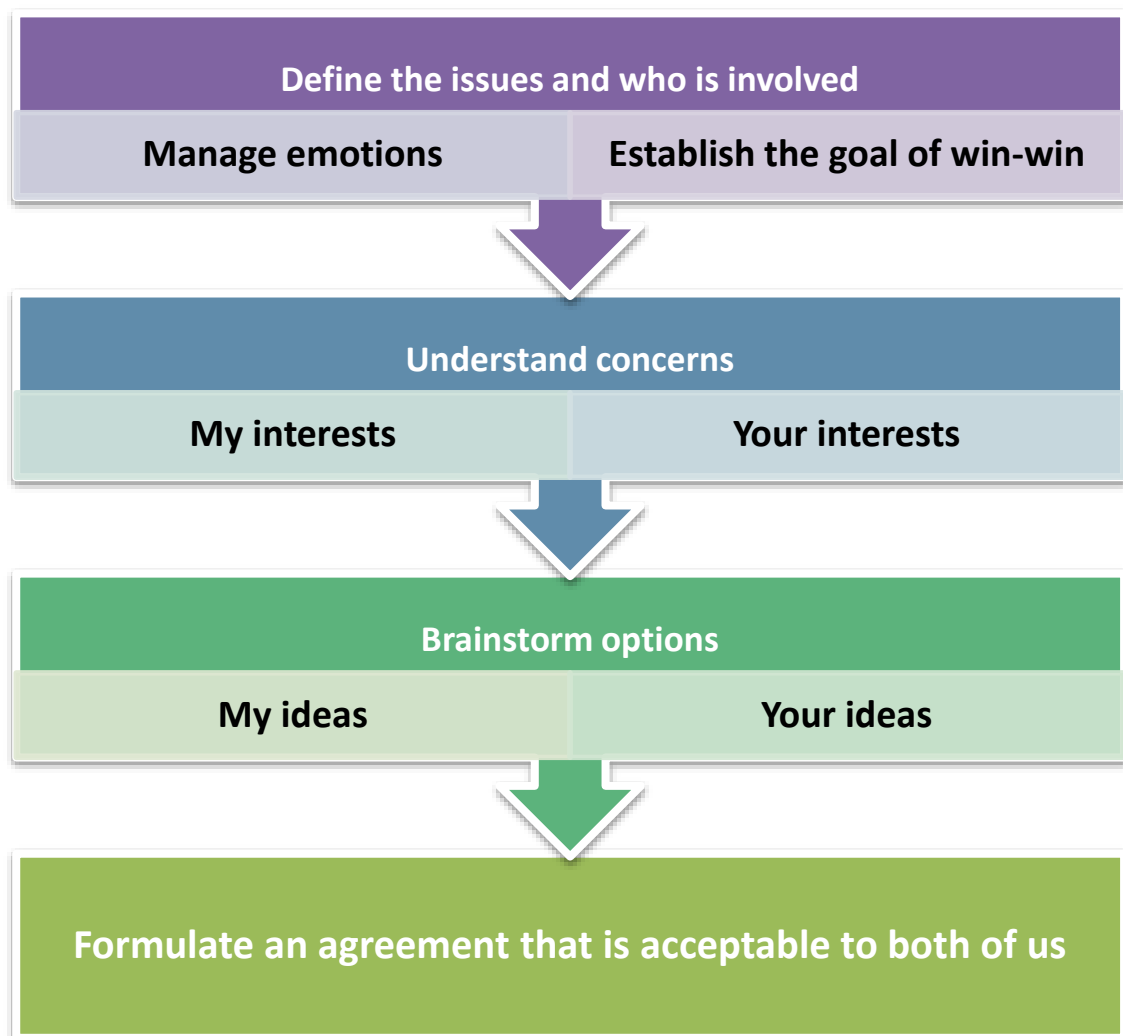 Define the issues and who is involved
Manage emotions
Establish the goal of win-win
Understand concerns
My interests
Your interests
Brainstorm options
My ideas
Your ideas
Formulate an agreement that is acceptable to both of us